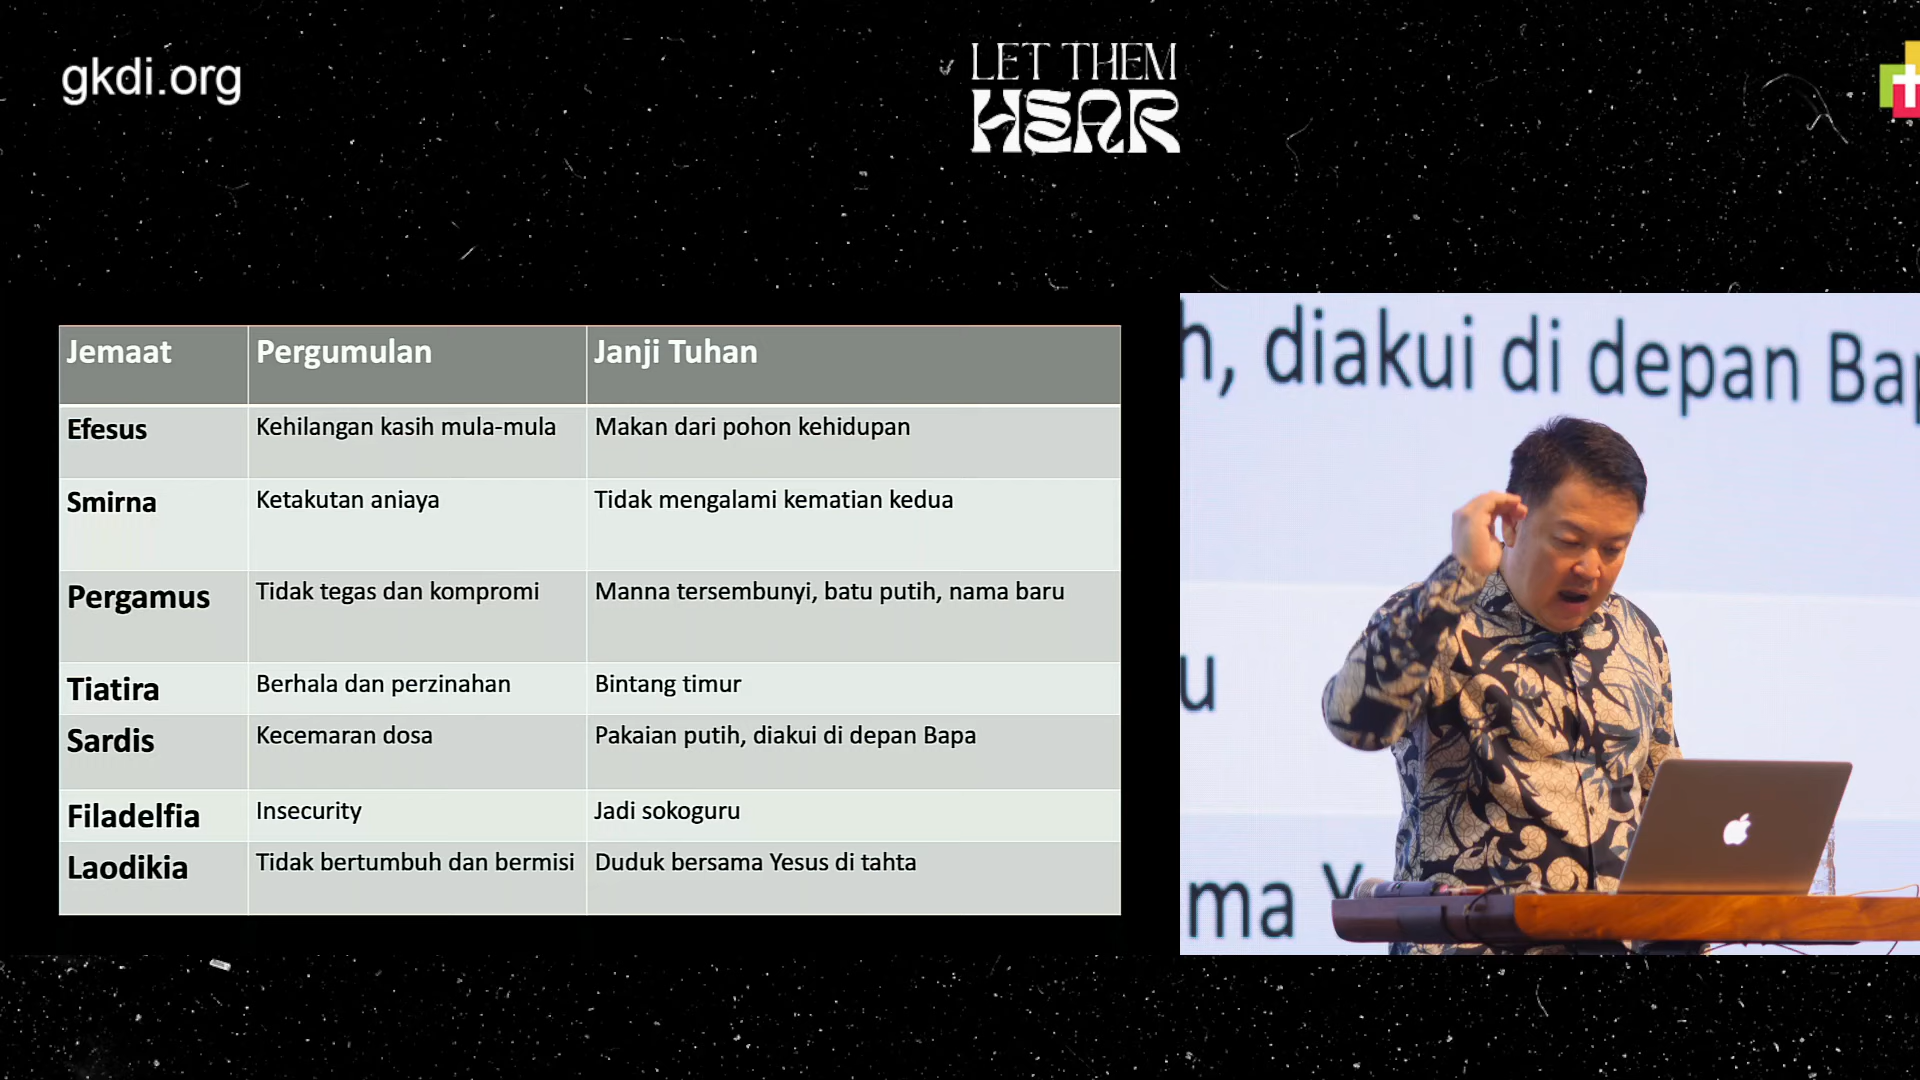 gkdi.org
LET THEM
HEAR
Jemaat Pergumulan Janji Tuhan
Efesus Kehilangan kasih mula-mula Makan dari pohon kehidupan
Smirna Ketakutan aniaya Tidak mengalami kematian kedua
Pergamus Tidak tegas dan kompromi Manna tersembunyi, batu putih, nama baru
Tiatira Berhala dan perzinahan Bintang timur
Sardis Kecemaran dosa Pakaian putih, diakui di depan Bapa
Filadelfia Insecurity Jadi sokoguru
Laodikia Tidak bertumbuh dan bermisi Duduk bersama Yesus di tahta
h, diakui di depan Bap
u
ma Y